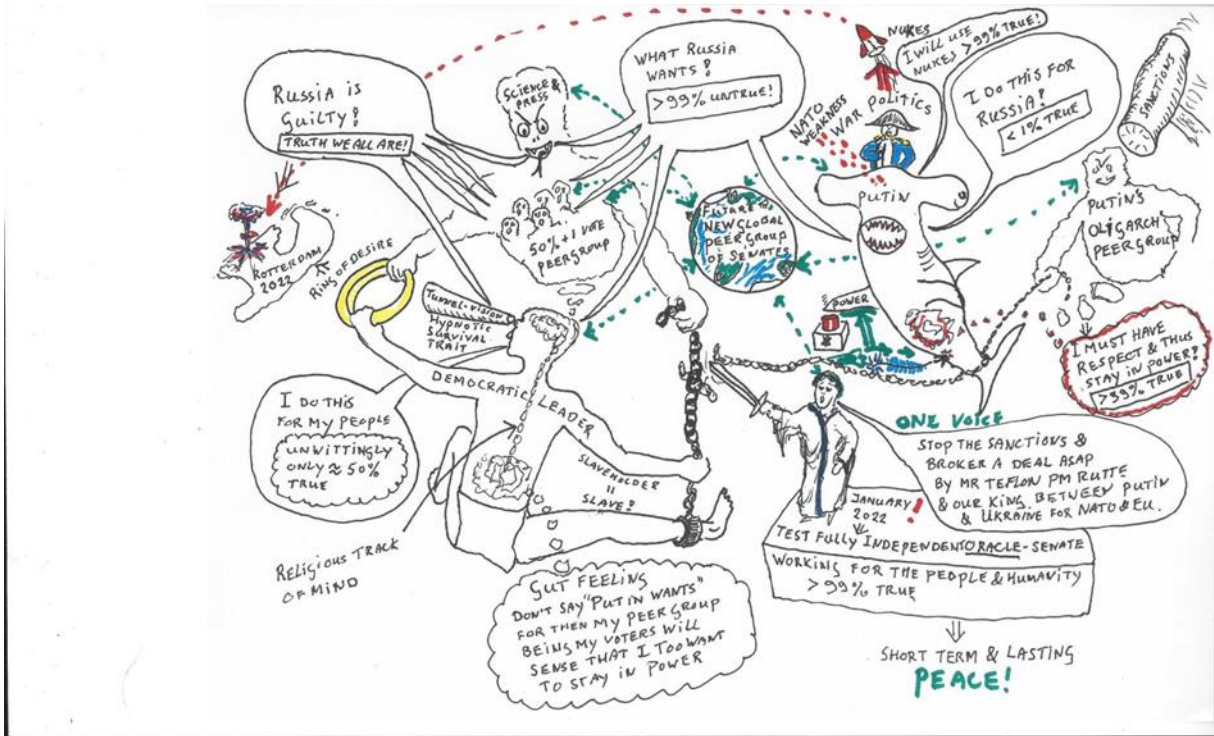 RUSSIA IS
GUILTY?
TRUTH WE ALL ARE!
SCIENCE &
PRESS
WHAT RUSSIA
WANTS?
>99% UNTRUE!
NUKES
I WILL USE
NUKES >99% TRUE!
I DO THIS FOR
RUSSIA?
<1% TRUE
SANCTIONS
NATO
WEAKNESS
WAR POLITICS
PUTIN
PUTIN'S
OLIGARCH
PEERGROUP
50%+1 VOTE
PEERGROUP
FUTURE
NEW GLOBAL
PEERGROUP
OF SENATES
ROTTERDAM
2022
RING OF DESIRE
TUNNEL-VISION
HYPNOTIC
SURVIVAL
TRAIT
POWER
I MUST HAVE
RESPECT & THUS
STAY IN POWER?
>99% TRUE
DEMOCRATIC LEADER
I DO THIS
FOR MY PEOPLE
UNWITTINGLY
ONLY ≈ 50%
TRUE
SLAVEHOLDER
=
SLAVE?
RELIGIOUS TRACK
OF MIND
ONE VOICE
STOP THE SANCTIONS &
BROKER A DEAL ASAP
BY MR TEFLON PM RUTTE
& OUR KING. BETWEEN PUTIN
& UKRAINE FOR NATO & EU.
JANUARY
2022 !
TEST FULLY INDEPENDENT ORACLE-SENATE
WORKING FOR THE PEOPLE & HUMANITY
>99% TRUE
GUT FEELING
DON'T SAY "PUTIN WANTS"
FOR THEN MY PEERGROUP
BEING MY VOTERS WILL
SENSE THAT I TOO WANT
TO STAY IN POWER
SHORT TERM & LASTING
PEACE!